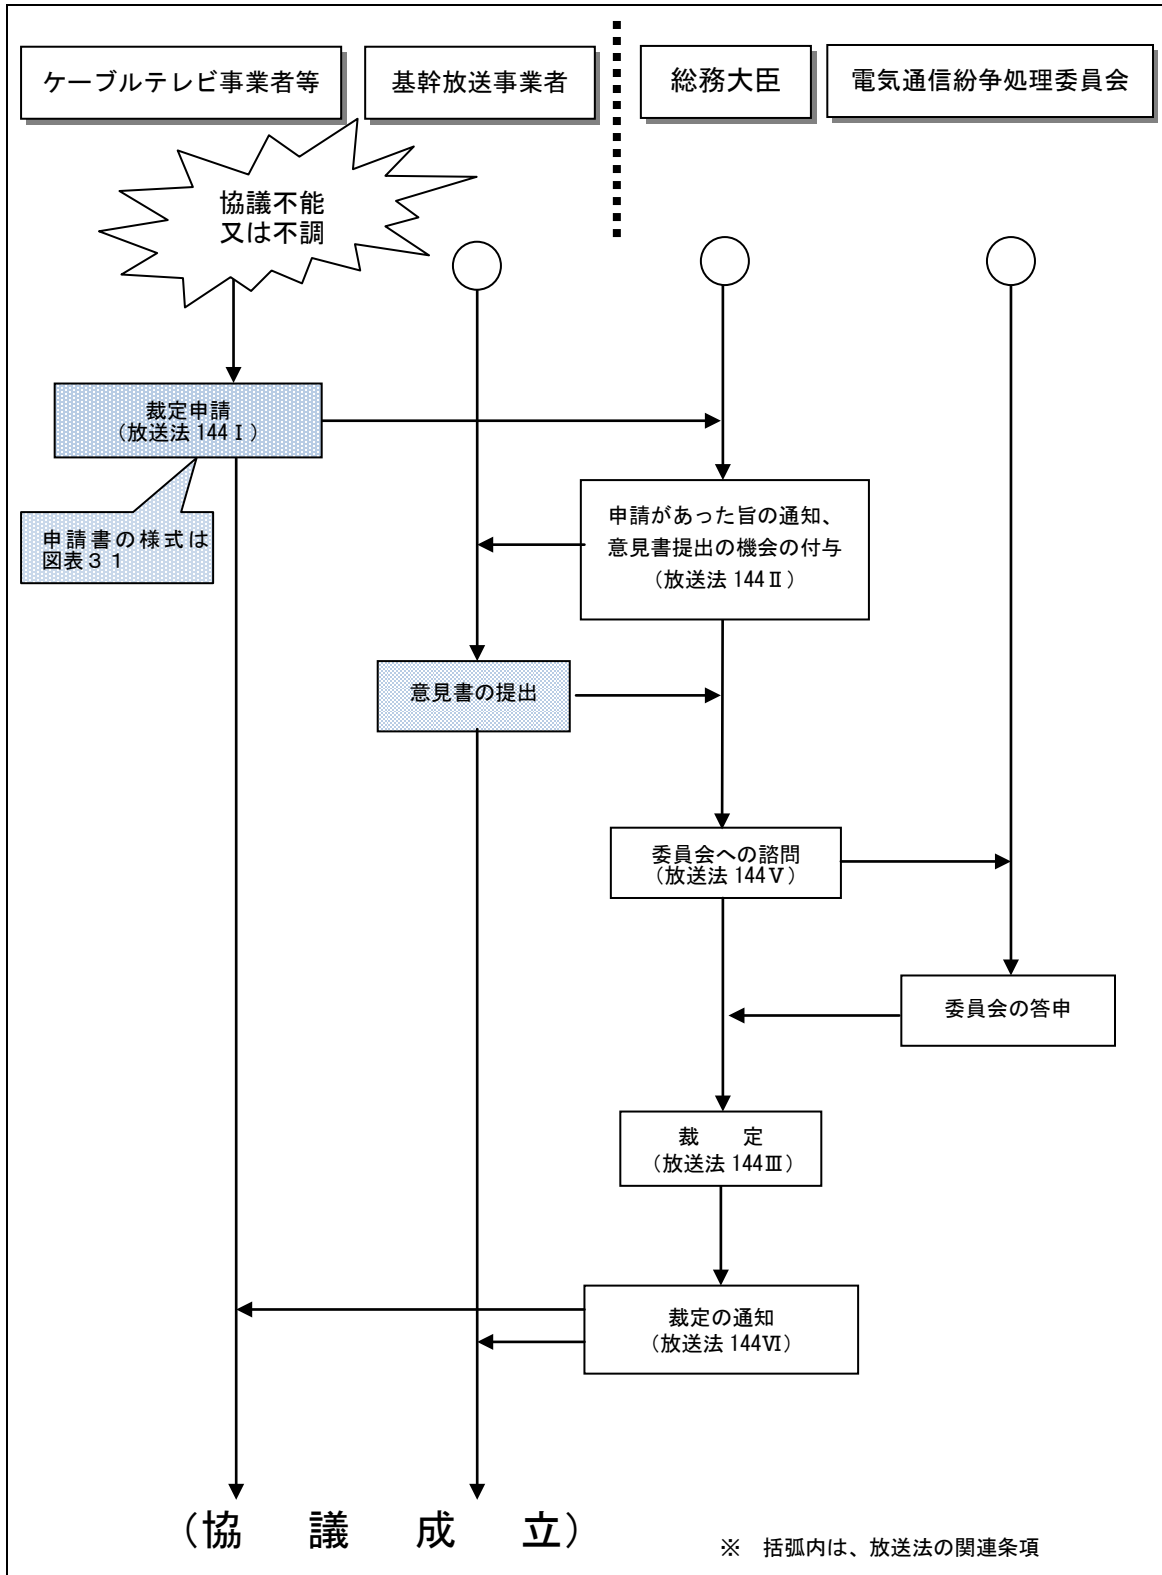 ケーブルテレビ事業者等
基幹放送事業者
総務大臣
電気通信紛争処理委員会
協議不能
又は不調
裁定申請
（放送法 144Ⅰ）
申請書の様式は
図表３１
申請があった旨の通知、
意見書提出の機会の付与
（放送法 144Ⅱ）
意見書の提出
委員会への諮問
（放送法 144Ⅴ）
委員会の答申
裁　　定
（放送法 144Ⅲ）
裁定の通知
（放送法 144Ⅵ）
（協　議　成　立）
※　括弧内は、放送法の関連条項